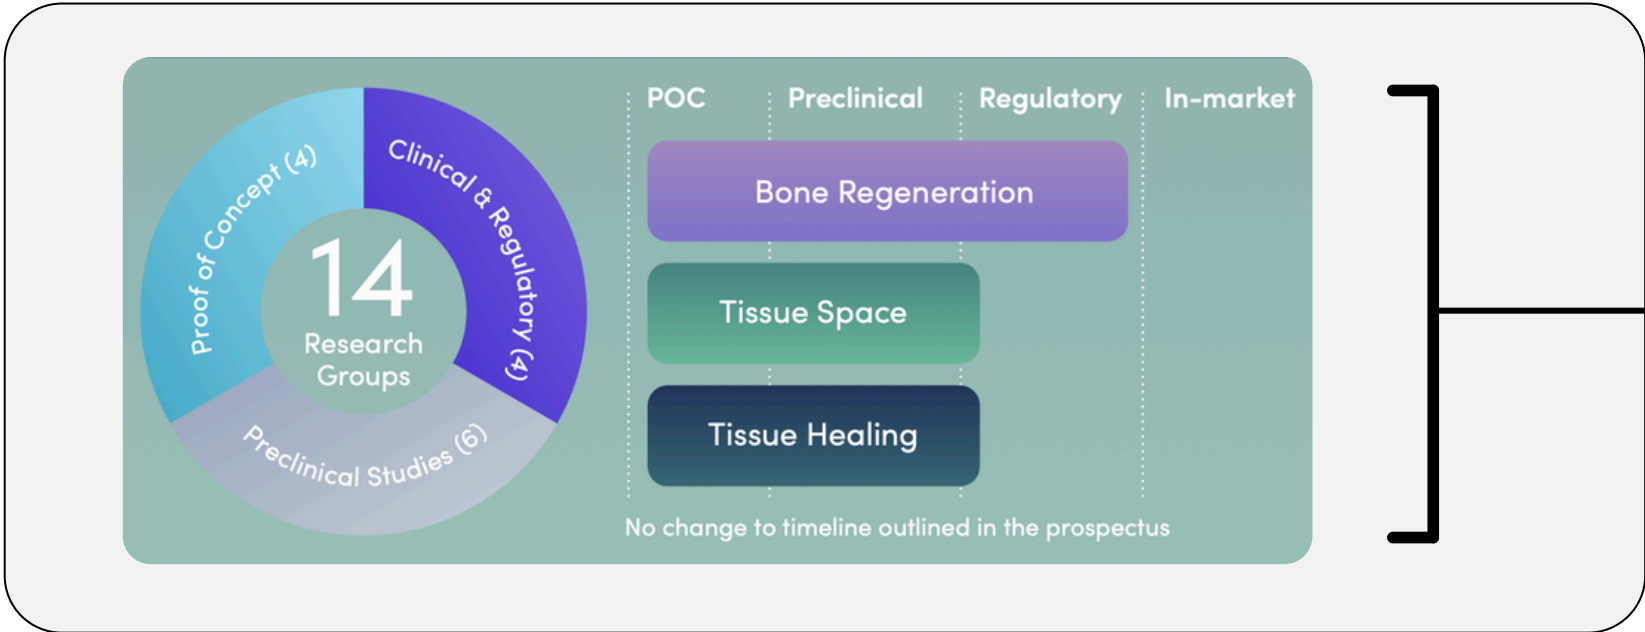 Proof of Concept (4)
Clinical & Regulatory (4)
Preclinical Studies (6)
14
Research
Groups
POC
Preclinical
Regulatory
In-market
Bone Regeneration
Tissue Space
Tissue Healing
No change to timeline outlined in the prospectus